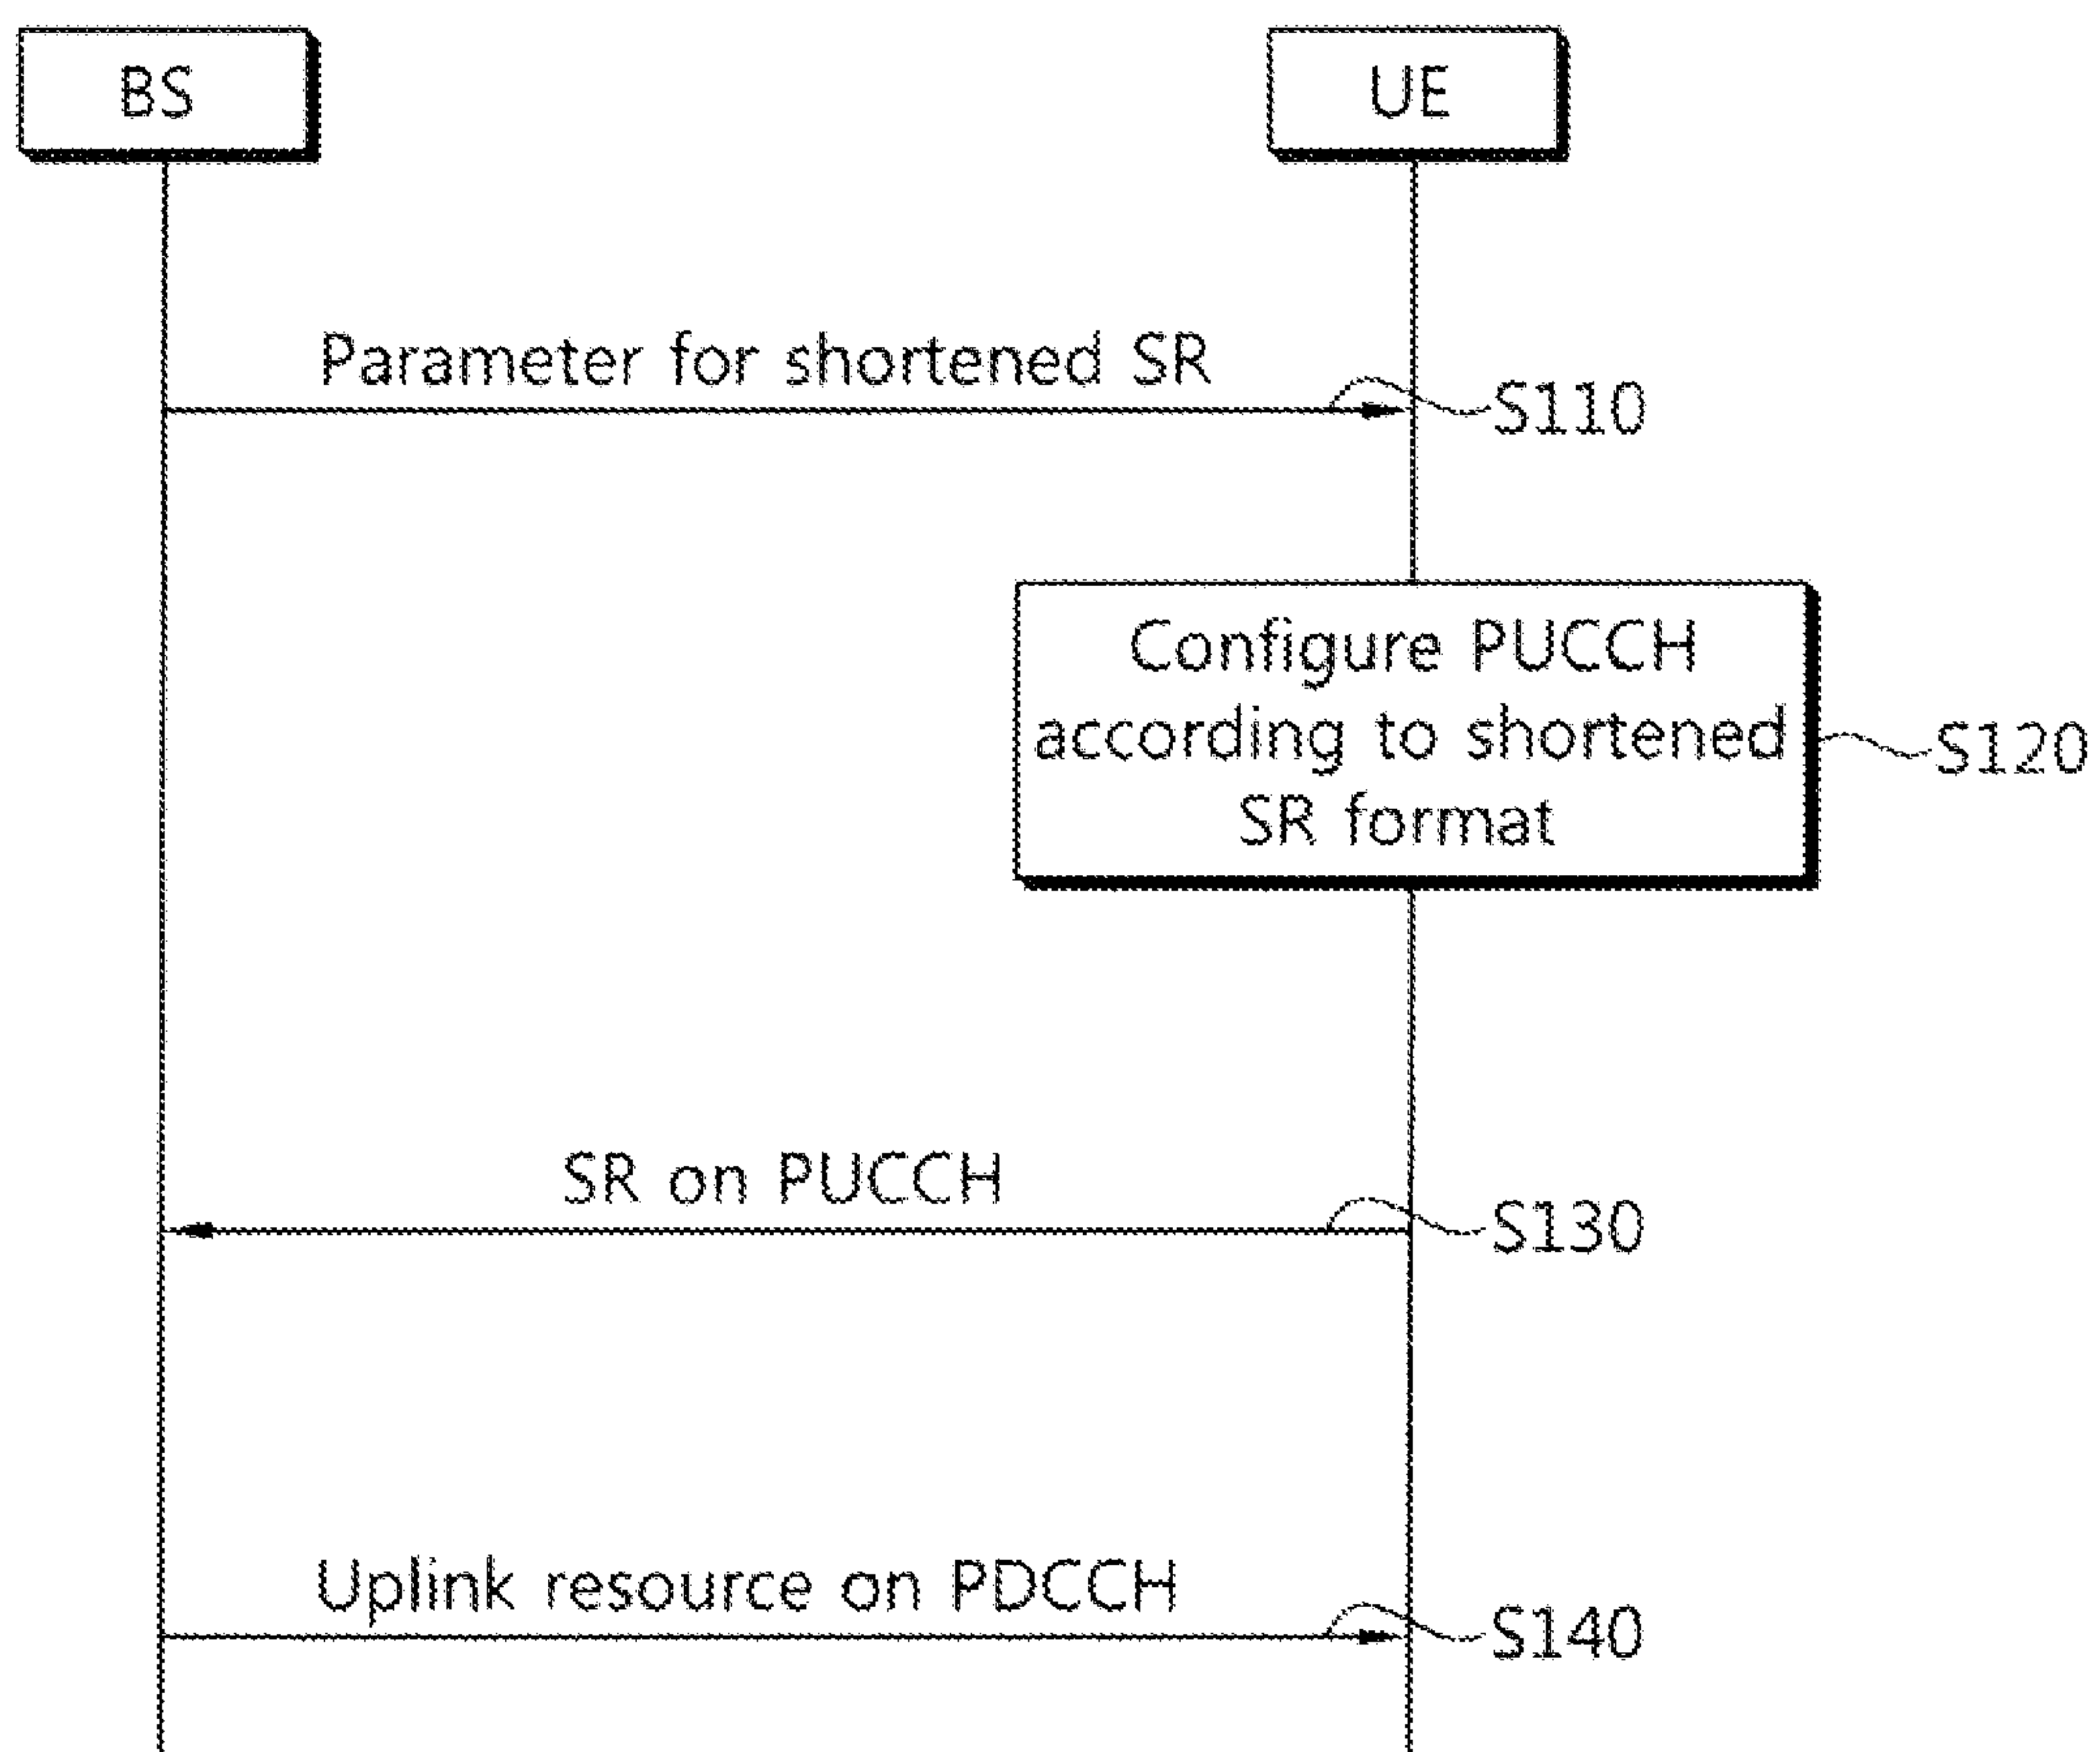 BS
UE
Parameter for shortened SR
S110
Configure PUCCH
according to shortened
SR format
S120
SR on PUCCH
S130
Uplink resource on PDCCH
S140